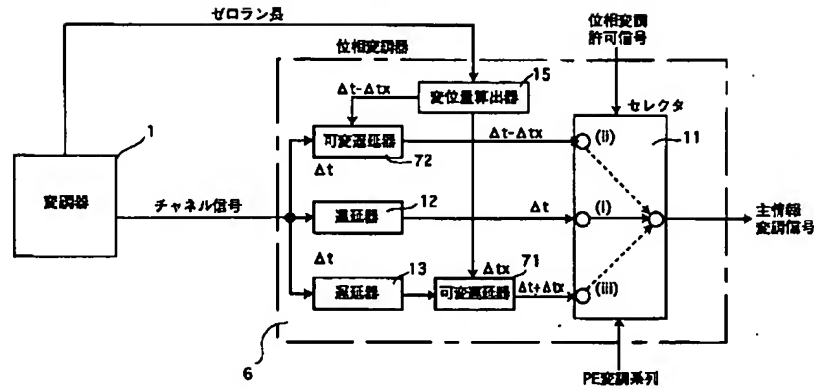 ゼロラン長
位相変調器
位相変調
許可信号
15
変位量算出器
Δt-Δtx
セレクタ
1
変調器
可変遅延器
72
Δt-Δtx
(ii)
11
Δt
チャネル信号
12
遅延器
Δt
(i)
主情報
変調信号
Δt
13
遅延器
Δtx
71
可変遅延器
Δt+Δtx
(iii)
6
PE変調系列